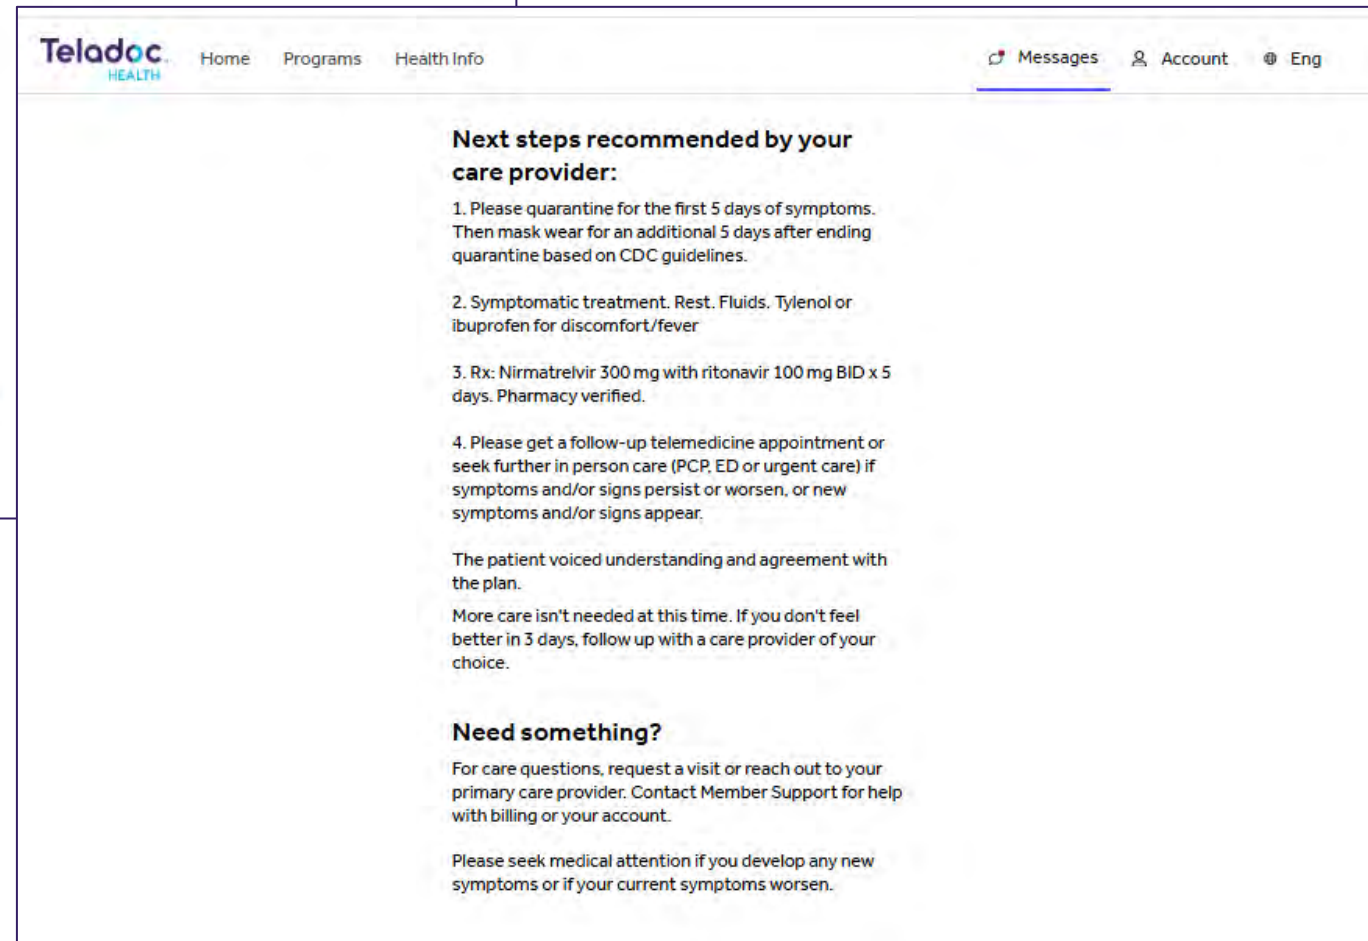 Teladoc.
HEALTH
Home Programs Health Info Messages Account Eng
Next steps recommended by your
care provider:
1. Please quarantine for the first 5 days of symptoms.
Then mask wear for an additional 5 days after ending
quarantine based on CDC guidelines.
2. Symptomatic treatment. Rest. Fluids. Tylenol or
ibuprofen for discomfort/fever
3. Rx: Nirmatrelvir 300 mg with ritonavir 100 mg BID x 5
days. Pharmacy verified.
4. Please get a follow-up telemedicine appointment or
seek further in person care (PCP, ED or urgent care) if
symptoms and/or signs persist or worsen, or new
symptoms and/or signs appear.
The patient voiced understanding and agreement with
the plan.
More care isn't needed at this time. If you don't feel
better in 3 days, follow up with a care provider of your
choice.
Need something?
For care questions, request a visit or reach out to your
primary care provider. Contact Member Support for help
with billing or your account.
Please seek medical attention if you develop any new
symptoms or if your current symptoms worsen.